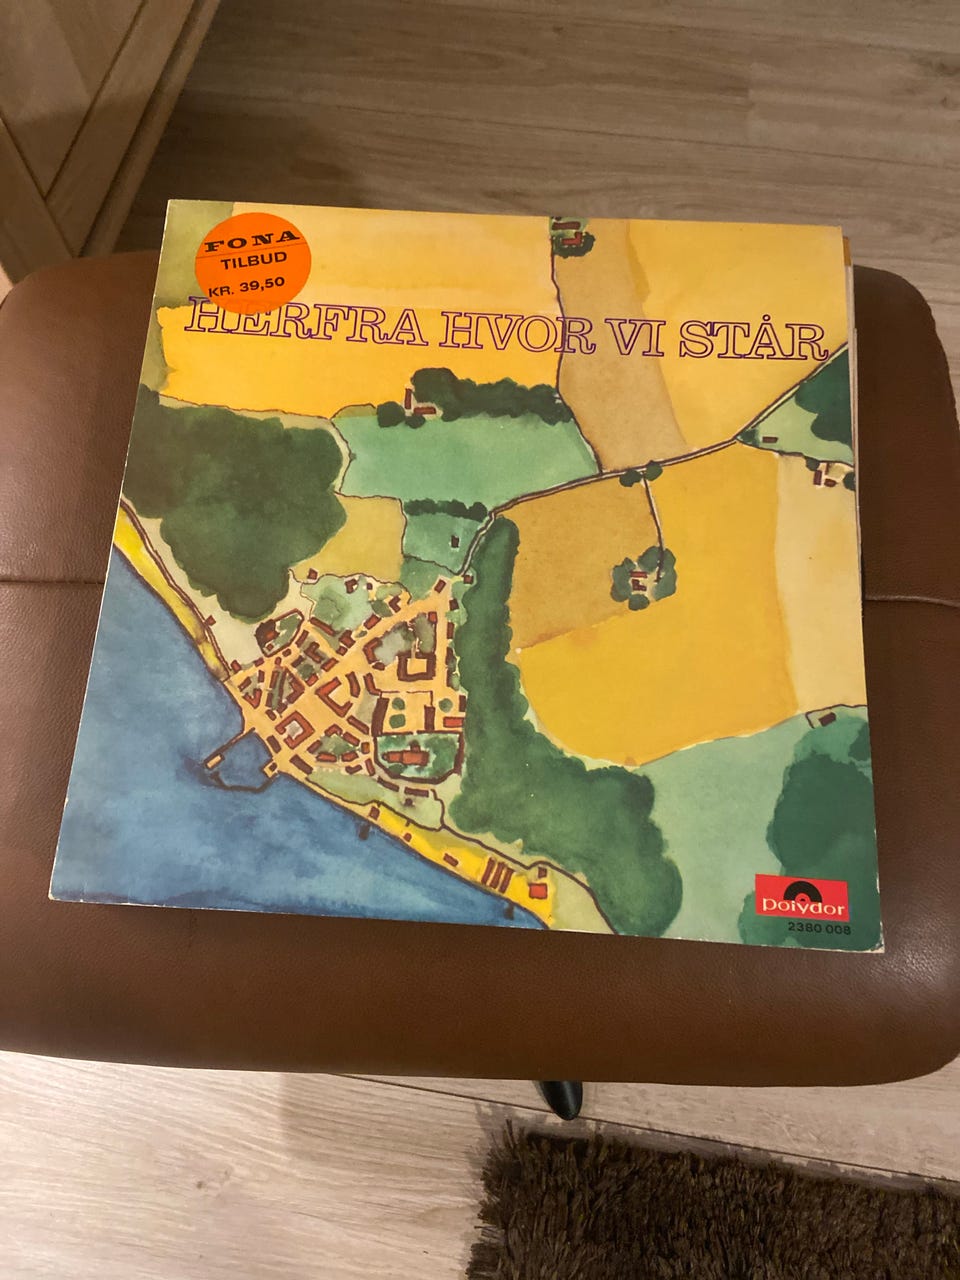 FONA
TILBUD
KR. 39,50
HERFRA HVOR VI STÅR
polydor
2380 008